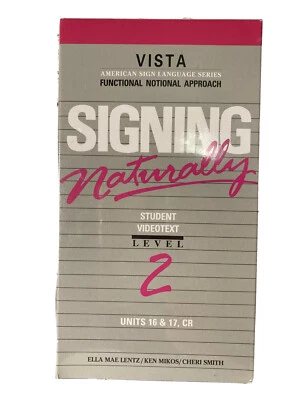 VISTA
AMERICAN SIGN LANGUAGE SERIES
FUNCTIONAL NOTIONAL APPROACH
SIGNING
Naturally
STUDENT
VIDEOTEXT
LEVEL
2
UNITS 16 & 17, CR
ELLA MAE LENTZ/KEN MIKOS/CHERI SMITH